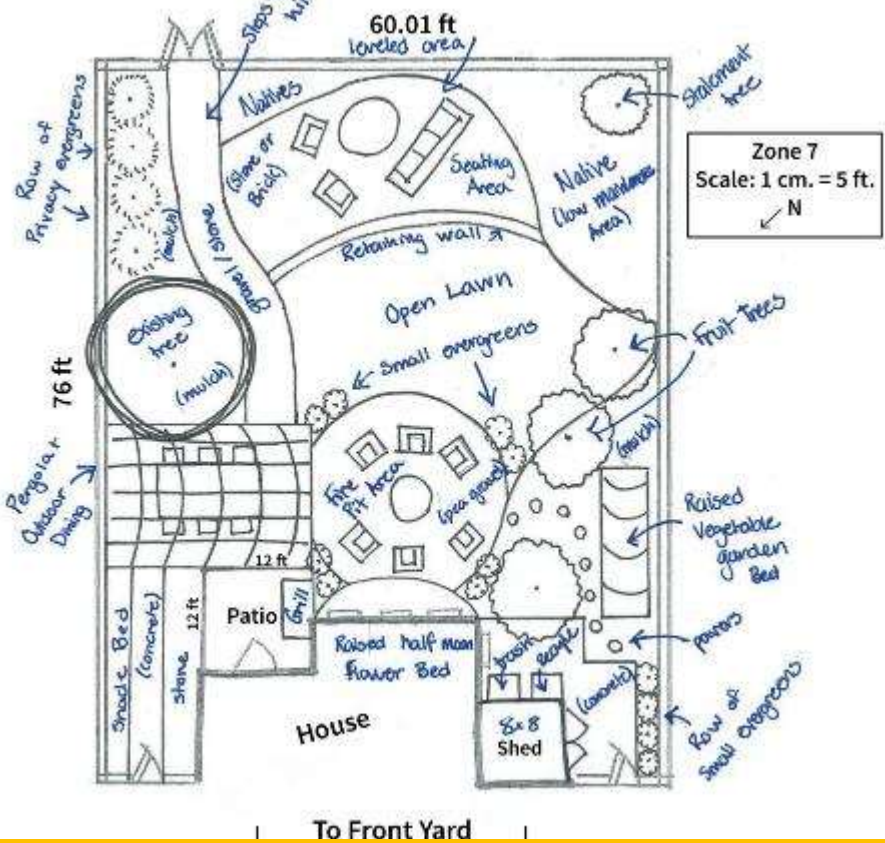 Steps
60.01 ft
leveled area
Statement
tree
Natives
Row of
Privacy evergreens
(Stone or
Brick)
Seating
Area
Native
(low maintenance
Area)
Zone 7
Scale: 1 cm. = 5 ft.
N
(mulch)
gravel/stone
Retaining wall
Open Lawn
existing
tree
(mulch)
Small evergreens
Fruit Trees
76 ft
(mulch)
Pergola +
Outdoor
Dining
Fire
Pit Area
(pea gravel)
Raised
Vegetable
garden
Bed
12 ft
12 ft
Patio
Grill
Shade Bed
(concrete)
stone
Raised half moon
Flower Bed
trash
recycle
pavers
(concrete)
Row of
Small evergreens
House
8x8
Shed
To Front Yard